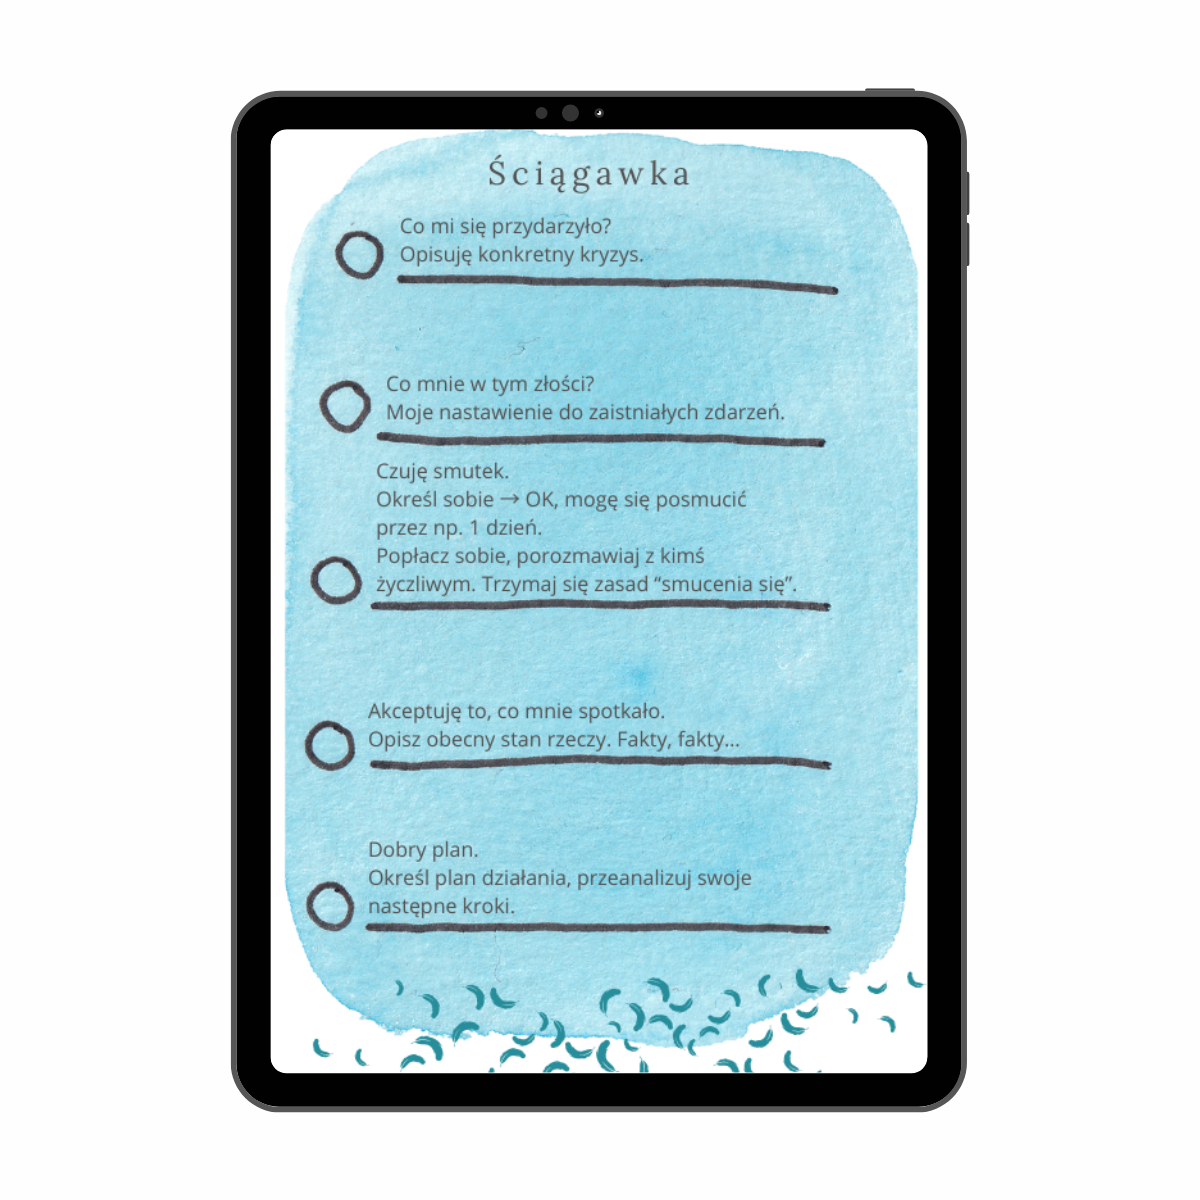 Ściągawka
Co mi się przydarzyło?
Opisuję konkretny kryzys.
Co mnie w tym złości?
Moje nastawienie do zaistniałych zdarzeń.
Czuję smutek.
Określ sobie → OK, mogę się posmucić
przez np. 1 dzień.
Popłacz sobie, porozmawiaj z kimś
życzliwym. Trzymaj się zasad “smucenia się”.
Akceptuję to, co mnie spotkało.
Opisz obecny stan rzeczy. Fakty, fakty...
Dobry plan.
Określ plan działania, przeanalizuj swoje
następne kroki.